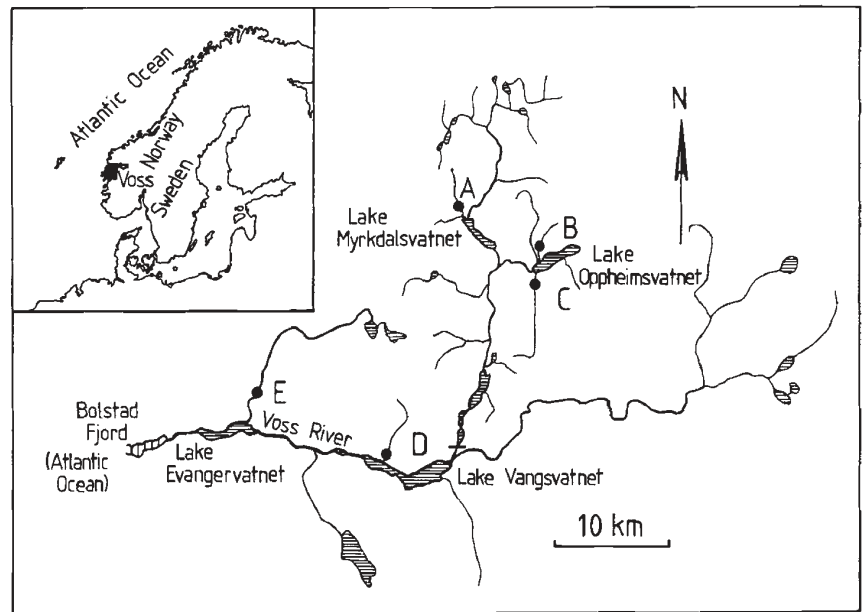 Atlantic Ocean
Norway
Voss
Sweden
N
A
Lake
Myrkdalsvatnet
B
Lake
Oppheimsvatnet
C
E
Bolstad
Fjord
(Atlantic
Ocean)
Voss River
Lake
Evangervatnet
D
Lake Vangsvatnet
10 km